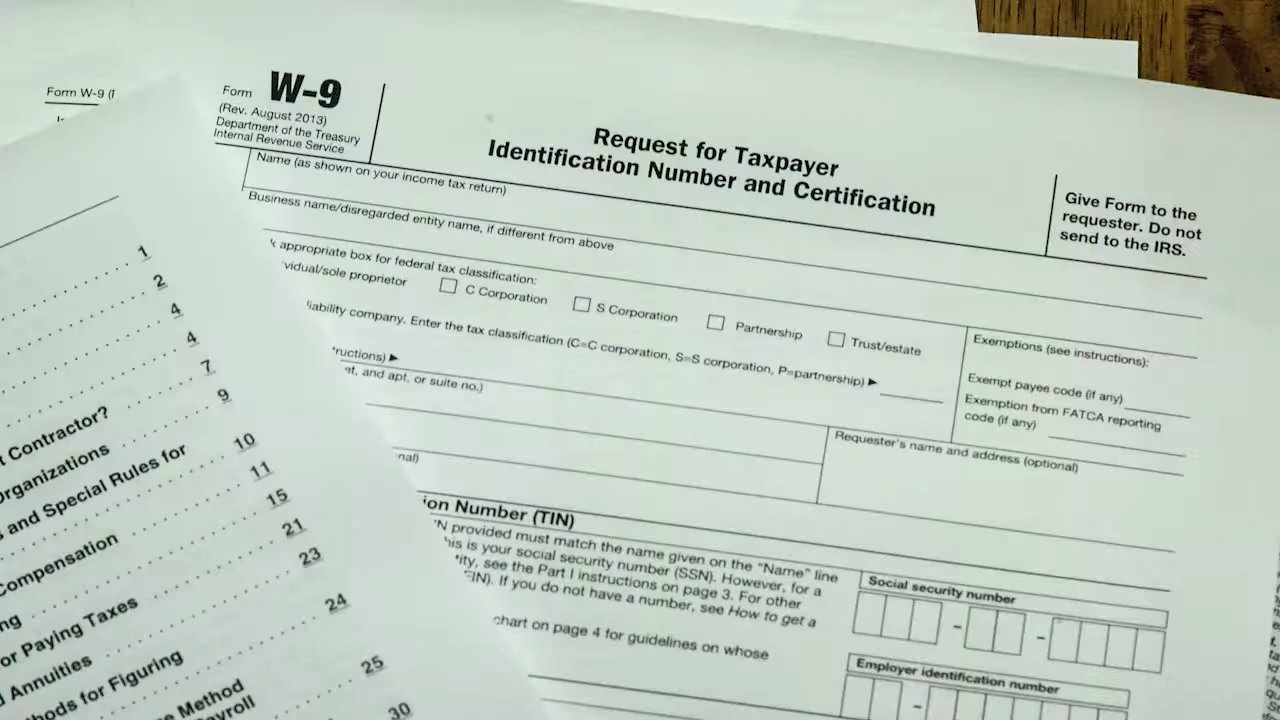 Form W-9
Form W-9
(Rev. August 2013)
Department of the Treasury
Internal Revenue Service
Request for Taxpayer
Identification Number and Certification
Give Form to the
requester. Do not
send to the IRS.
Name (as shown on your income tax return)
Business name/disregarded entity name, if different from above
appropriate box for federal tax classification:
vidual/sole proprietor
C Corporation
S Corporation
Partnership
Trust/estate
iability company. Enter the tax classification (C=C corporation, S=S corporation, P=partnership) ▶
Exemptions (see instructions):
Exempt payee code (if any)
Exemption from FATCA reporting
code (if any)
ructions) ▶
et, and apt. or suite no.)
Requester's name and address (optional)
nal)
ion Number (TIN)
N provided must match the name given on the "Name" line
his is your social security number (SSN). However, for a
tity, see the Part I instructions on page 3. For other
EIN). If you do not have a number, see How to get a
chart on page 4 for guidelines on whose
Social security number
– –
Employer identification number
–
1
2
4
4
7
9
t Contractor?
Organizations 10
s and Special Rules for
11
15
Compensation 21
ng 23
or Paying Taxes 24
d Annuities
hods for Figuring 25
e Method
ayroll 30